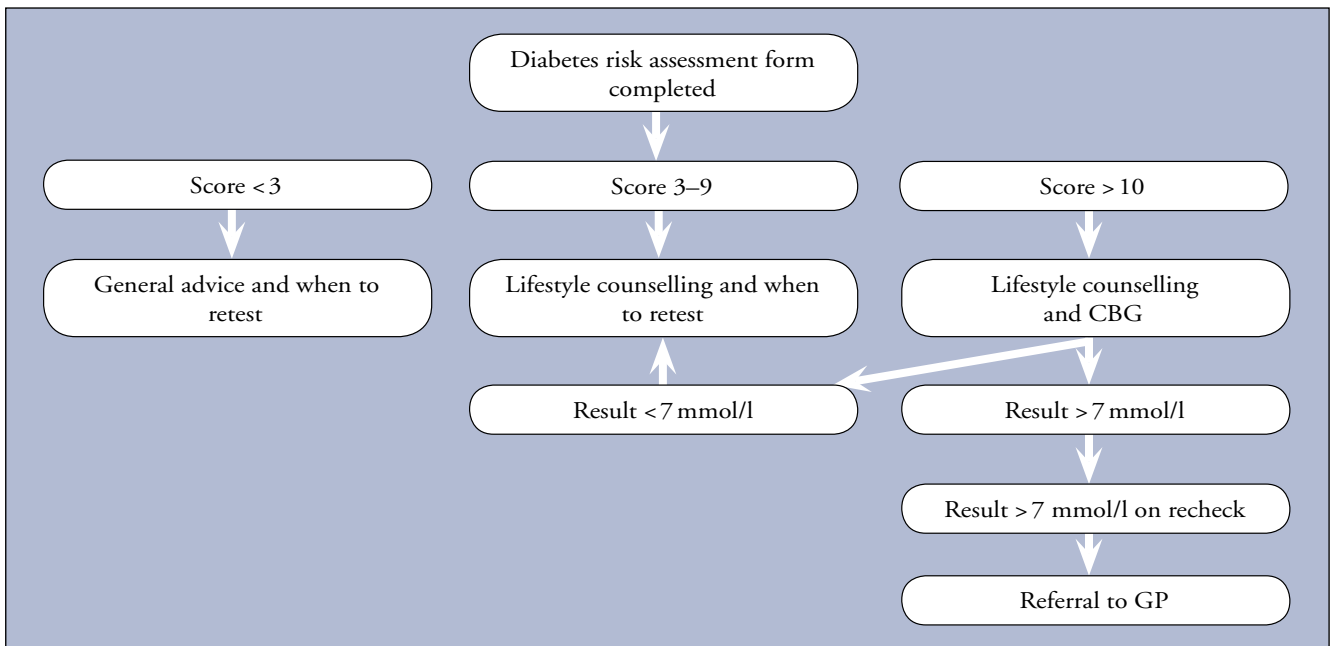 Diabetes risk assessment form
completed
Score <3
Score 3–9
Score >10
General advice and when to
retest
Lifestyle counselling and when
to retest
Lifestyle counselling
and CBG
Result <7 mmol/l
Result >7 mmol/l
Result >7 mmol/l on recheck
Referral to GP